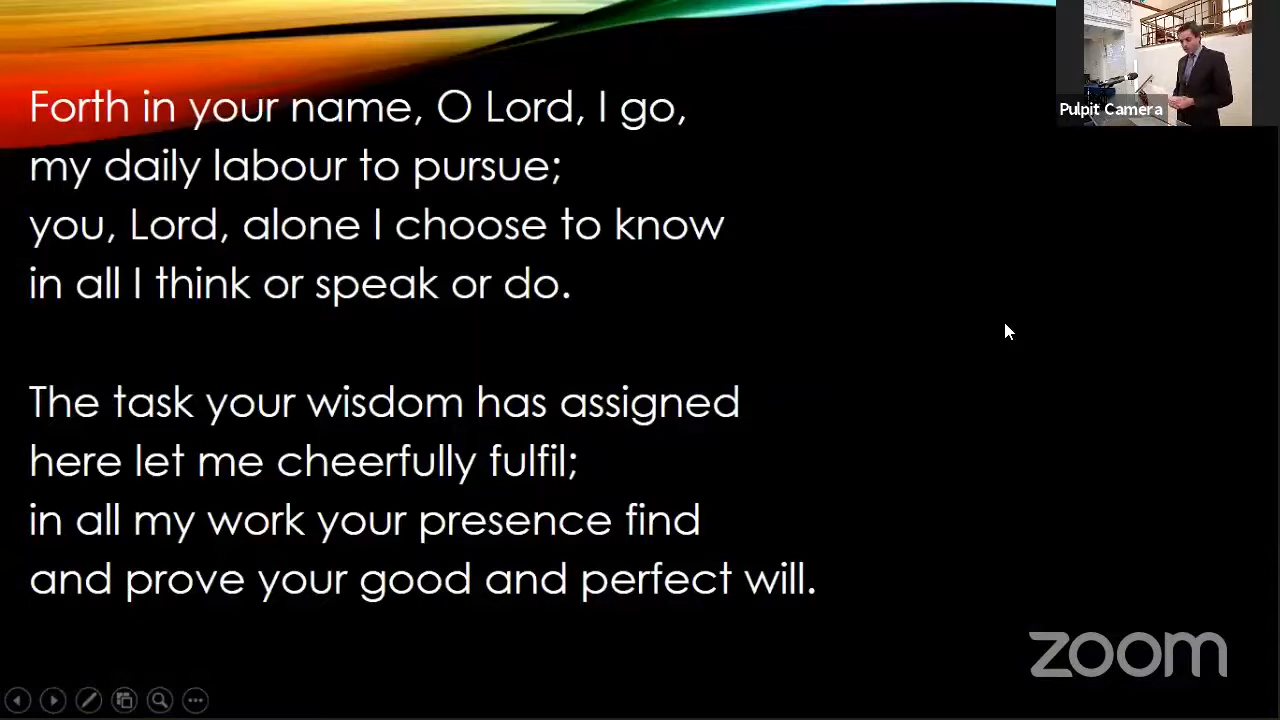 Forth in your name, O Lord, I go,
my daily labour to pursue;
you, Lord, alone I choose to know
in all I think or speak or do.
The task your wisdom has assigned
here let me cheerfully fulfil;
in all my work your presence find
and prove your good and perfect will.
Pulpit Camera
zoom